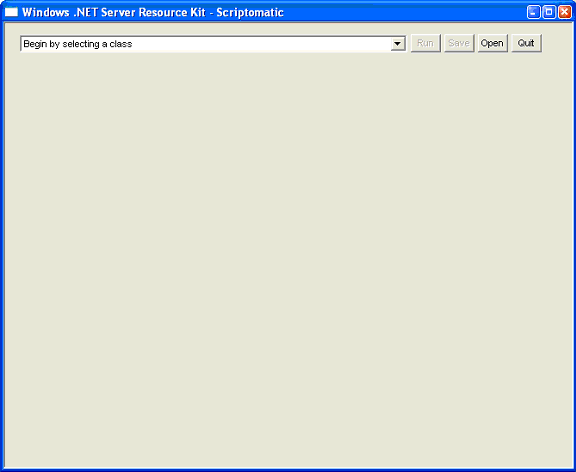 Windows .NET Server Resource Kit - Scriptomatic
Begin by selecting a class Run Save Open Quit